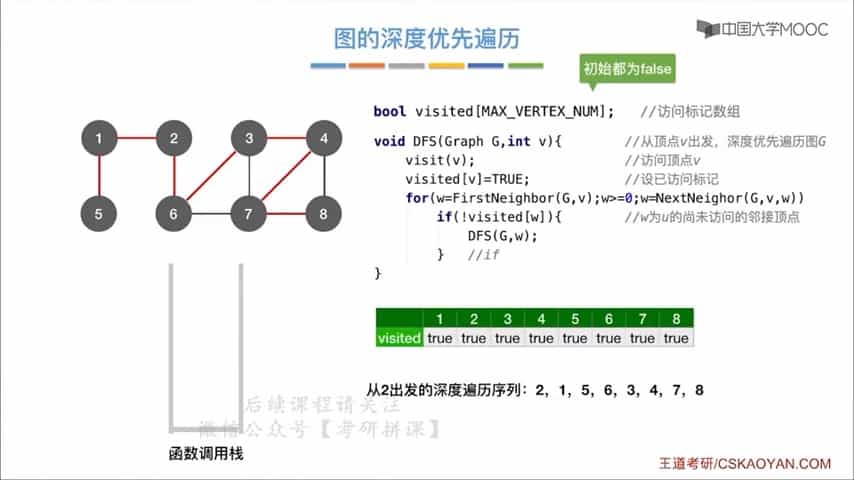 图的深度优先遍历
中国大学MOOC
初始都为false
bool visited[MAX_VERTEX_NUM];   //访问标记数组
void DFS(Graph G,int v){   //从顶点v出发，深度优先遍历图G
visit(v);   //访问顶点v
visited[v]=TRUE;   //设已访问标记
for(w=FirstNeighbor(G,v);w>=0;w=NextNeighor(G,v,w))
if(!visited[w]){   //w为u的尚未访问的邻接顶点
DFS(G,w);
}   //if
}
1 2 3 4
5 6 7 8
1 2 3 4 5 6 7 8
visited true true true true true true true true
从2出发的深度遍历序列：2，1，5，6，3，4，7，8
后续课程请关注
微信公众号【考研拼课】
函数调用栈
王道考研/CSKAOYAN.COM